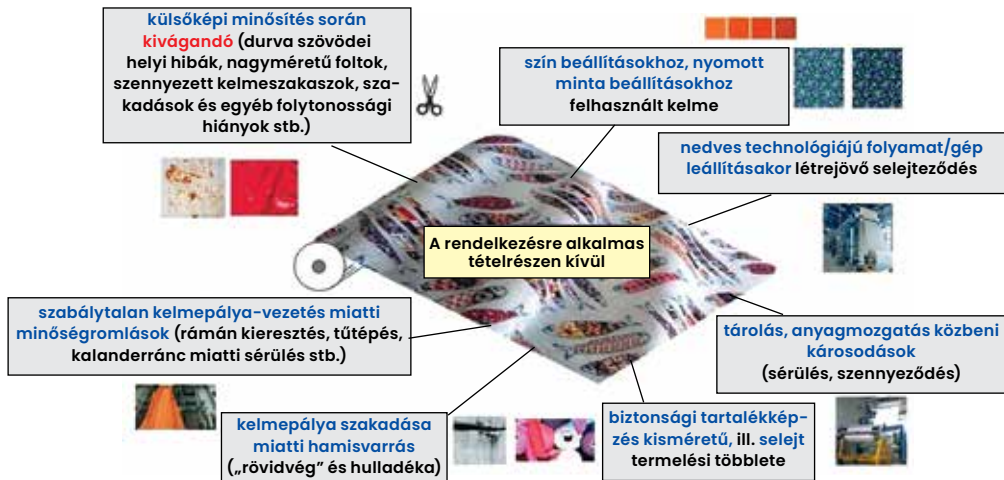 külsőképi minősítés során
kivágandó (durva szövödei
helyi hibák, nagyméretű foltok,
szennyezett kelmeszakaszok, sza-
kadások és egyéb folytonossági
hiányok stb.)
szín beállításokhoz, nyomott
minta beállításokhoz
felhasznált kelme
nedves technológiájú folyamat/gép
leállításakor létrejövő selejteződés
A rendelkezésre alkalmas
tételrészen kívül
szabálytalan kelmepálya-vezetés miatti
minőségromlások (rámán kieresztés, tűtépés,
kalanderránc miatti sérülés stb.)
tárolás, anyagmozgatás közbeni
károsodások
(sérülés, szennyeződés)
kelmepálya szakadása
miatti hamisvarrás
(„rövidvég” és hulladéka)
biztonsági tartalékkép-
zés kisméretű, ill. selejt
termelési többlete